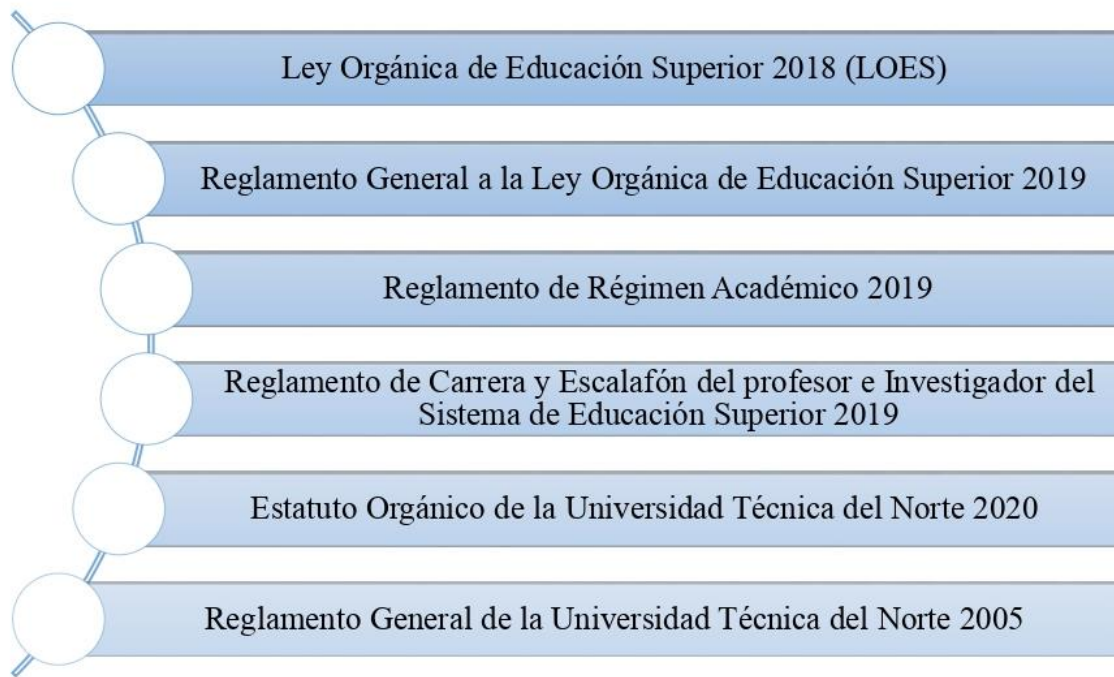 Ley Orgánica de Educación Superior 2018 (LOES)
Reglamento General a la Ley Orgánica de Educación Superior 2019
Reglamento de Régimen Académico 2019
Reglamento de Carrera y Escalafón del profesor e Investigador del
Sistema de Educación Superior 2019
Estatuto Orgánico de la Universidad Técnica del Norte 2020
Reglamento General de la Universidad Técnica del Norte 2005